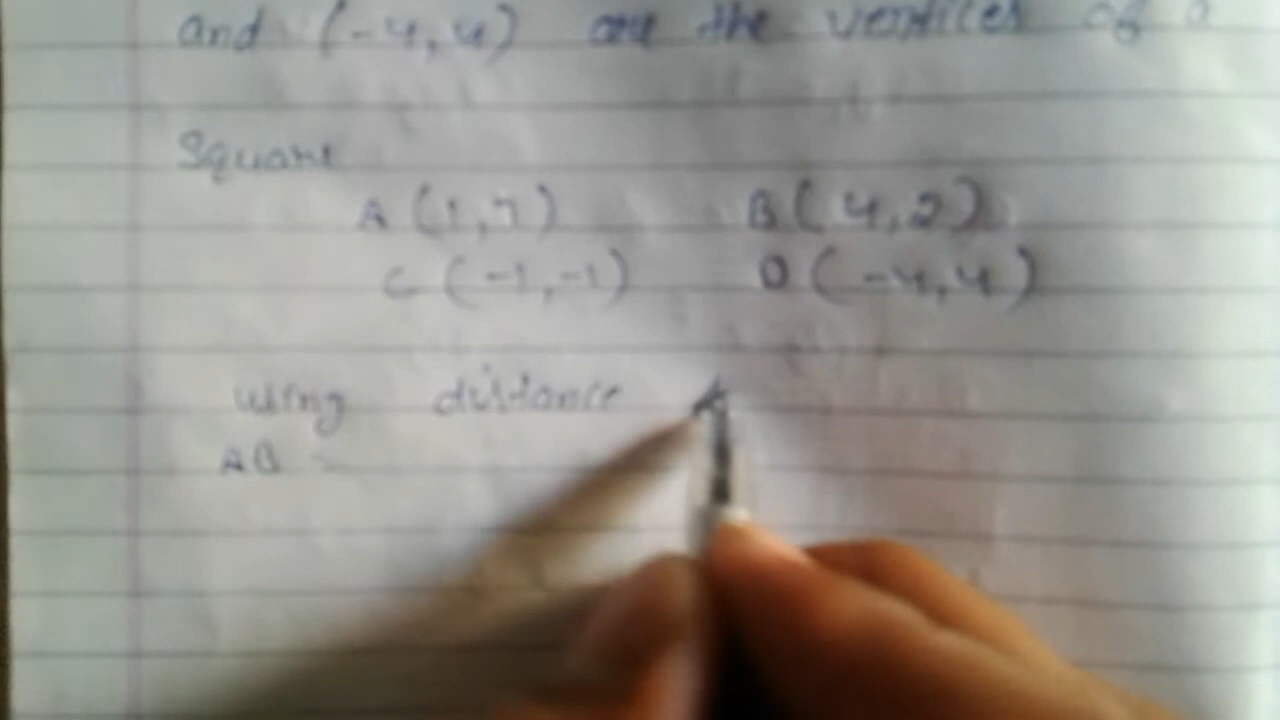 and (-4,4) are the vertices of a
Square
A (1,7) B (4,2)
C (-1,-1) D (-4,4)
using distance
AB =